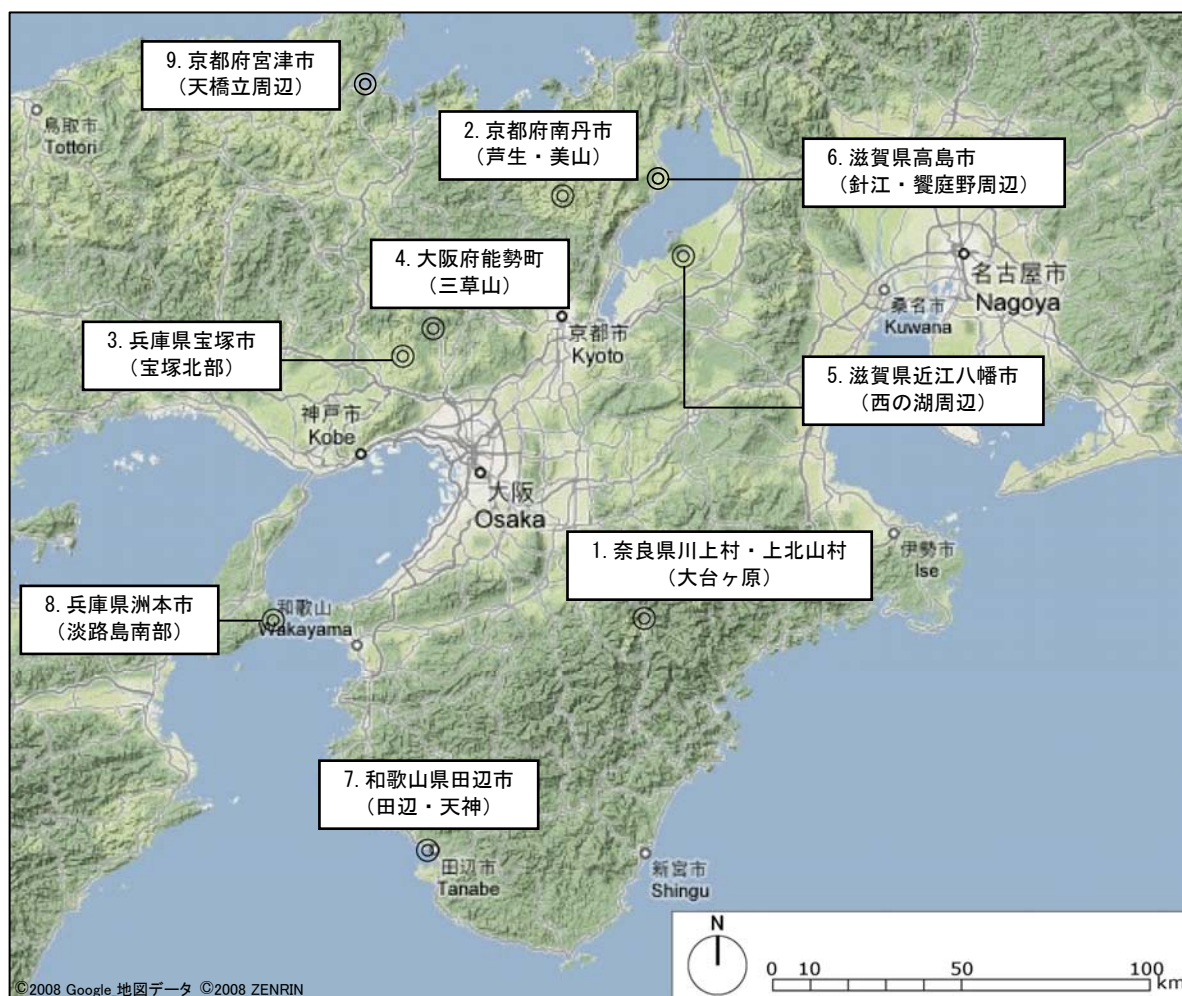 9. 京都府宮津市
（天橋立周辺）
鳥取市
Tottori
2. 京都府南丹市
（芦生・美山）
6. 滋賀県高島市
（針江・饗庭野周辺）
4. 大阪府能勢町
（三草山）
名古屋市
Nagoya
桑名市
Kuwana
京都市
Kyoto
3. 兵庫県宝塚市
（宝塚北部）
5. 滋賀県近江八幡市
（西の湖周辺）
神戸市
Kobe
大阪
Osaka
1. 奈良県川上村・上北山村
（大台ヶ原）
伊勢市
Ise
8. 兵庫県洲本市
（淡路島南部）
和歌山
Wakayama
7. 和歌山県田辺市
（田辺・天神）
田辺市
Tanabe
新宮市
Shingu
N
0 10 50 100
km
©2008 Google 地図データ ©2008 ZENRIN